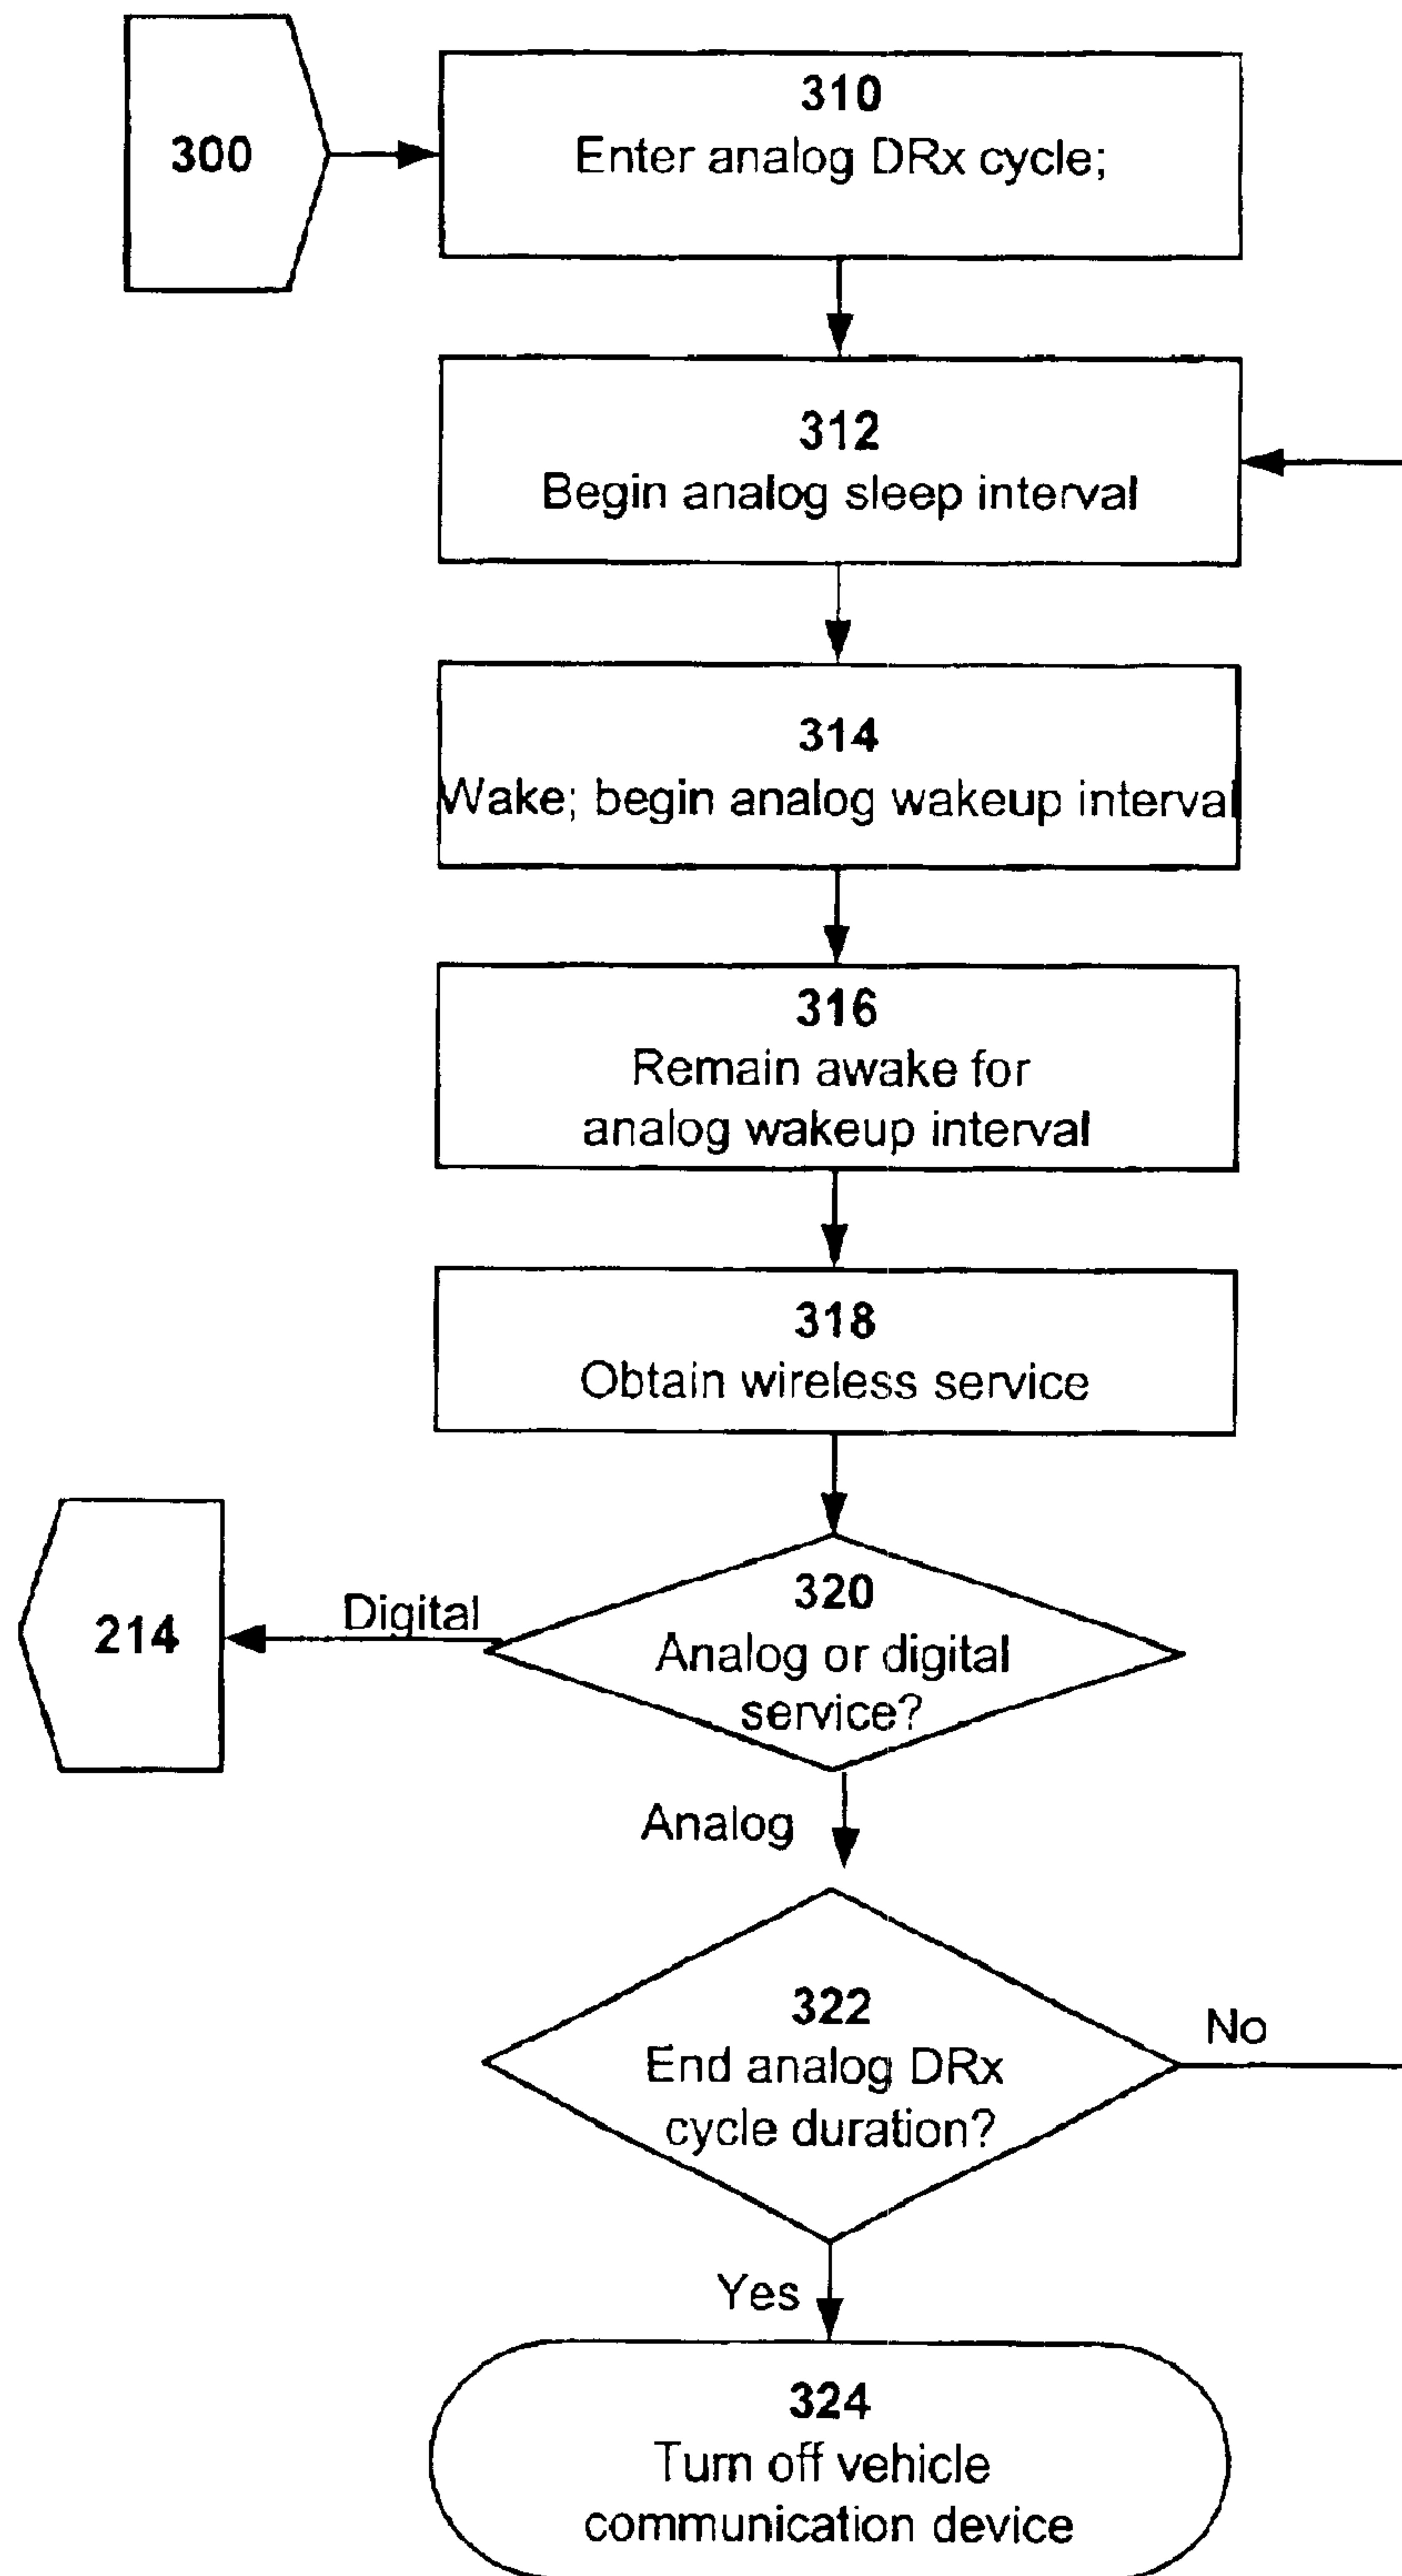 300
310
Enter analog DRx cycle;
312
Begin analog sleep interval
314
Wake; begin analog wakeup interval
316
Remain awake for
analog wakeup interval
318
Obtain wireless service
320
Analog or digital
service?
Digital
214
Analog
322
End analog DRx
cycle duration?
No
Yes
324
Turn off vehicle
communication device